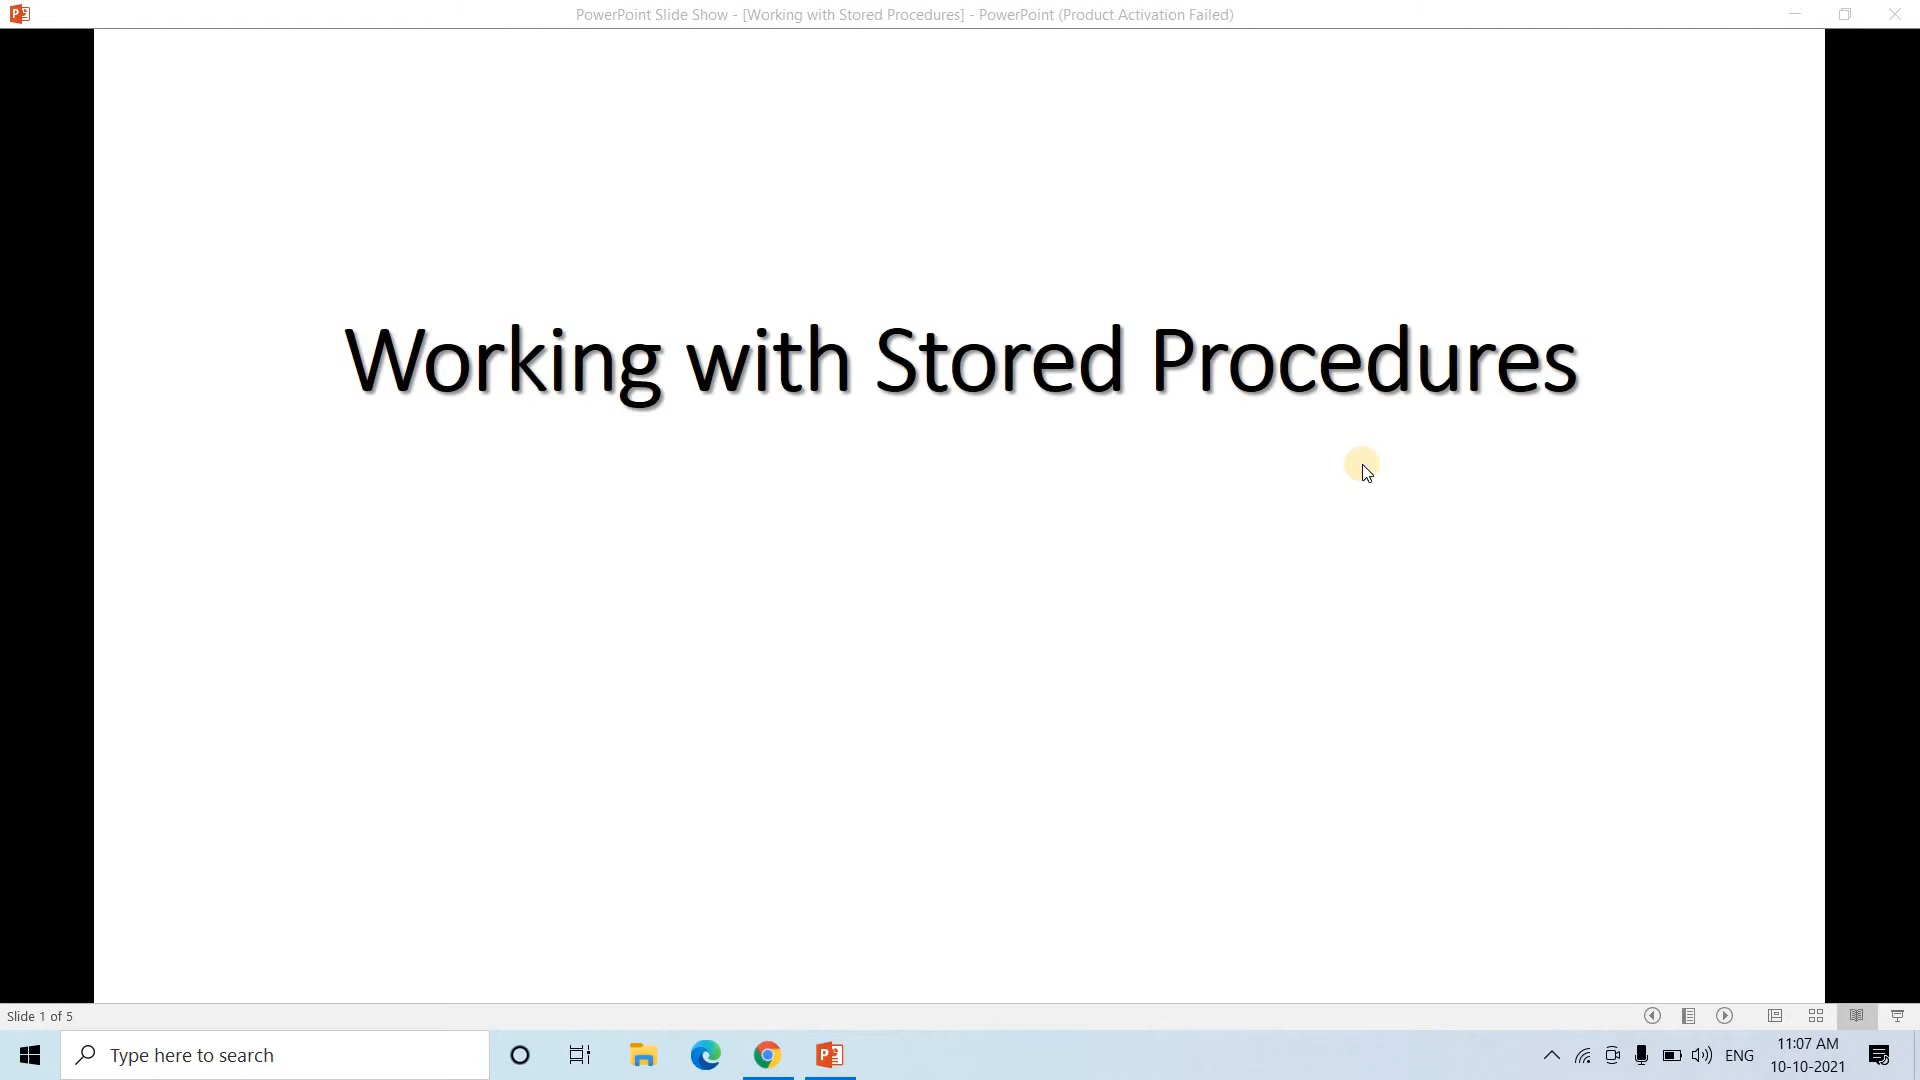 PowerPoint Slide Show - [Working with Stored Procedures] - PowerPoint (Product Activation Failed)
Working with Stored Procedures
Slide 1 of 5
Type here to search
ENG
11:07 AM
10-10-2021